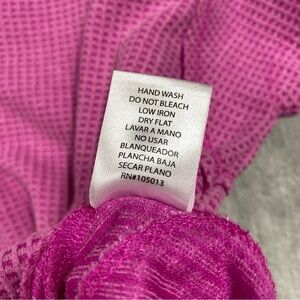 HAND WASH
DO NOT BLEACH
LOW IRON
DRY FLAT
LAVAR A MANO
NO USAR
BLANQUEADOR
PLANCHA BAJA
SECAR PLANO
RN#105013